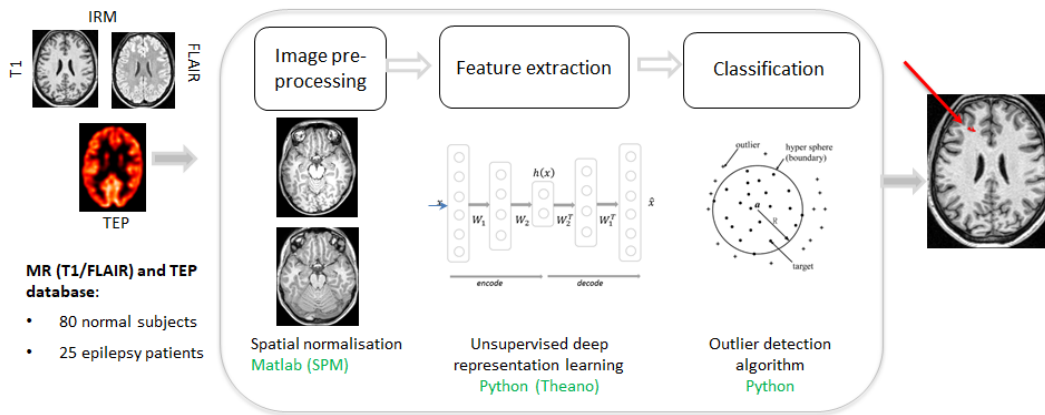 IRM
T1
FLAIR
TEP
MR (T1/FLAIR) and TEP
database:
• 80 normal subjects
• 25 epilepsy patients
Image pre-
processing
Feature extraction
Classification
x
W₁
W₂
h(x)
W₂ᵀ
W₁ᵀ
x̂
encode
decode
outlier
hyper sphere
(boundary)
a
R
target
Spatial normalisation
Matlab (SPM)
Unsupervised deep
representation learning
Python (Theano)
Outlier detection
algorithm
Python